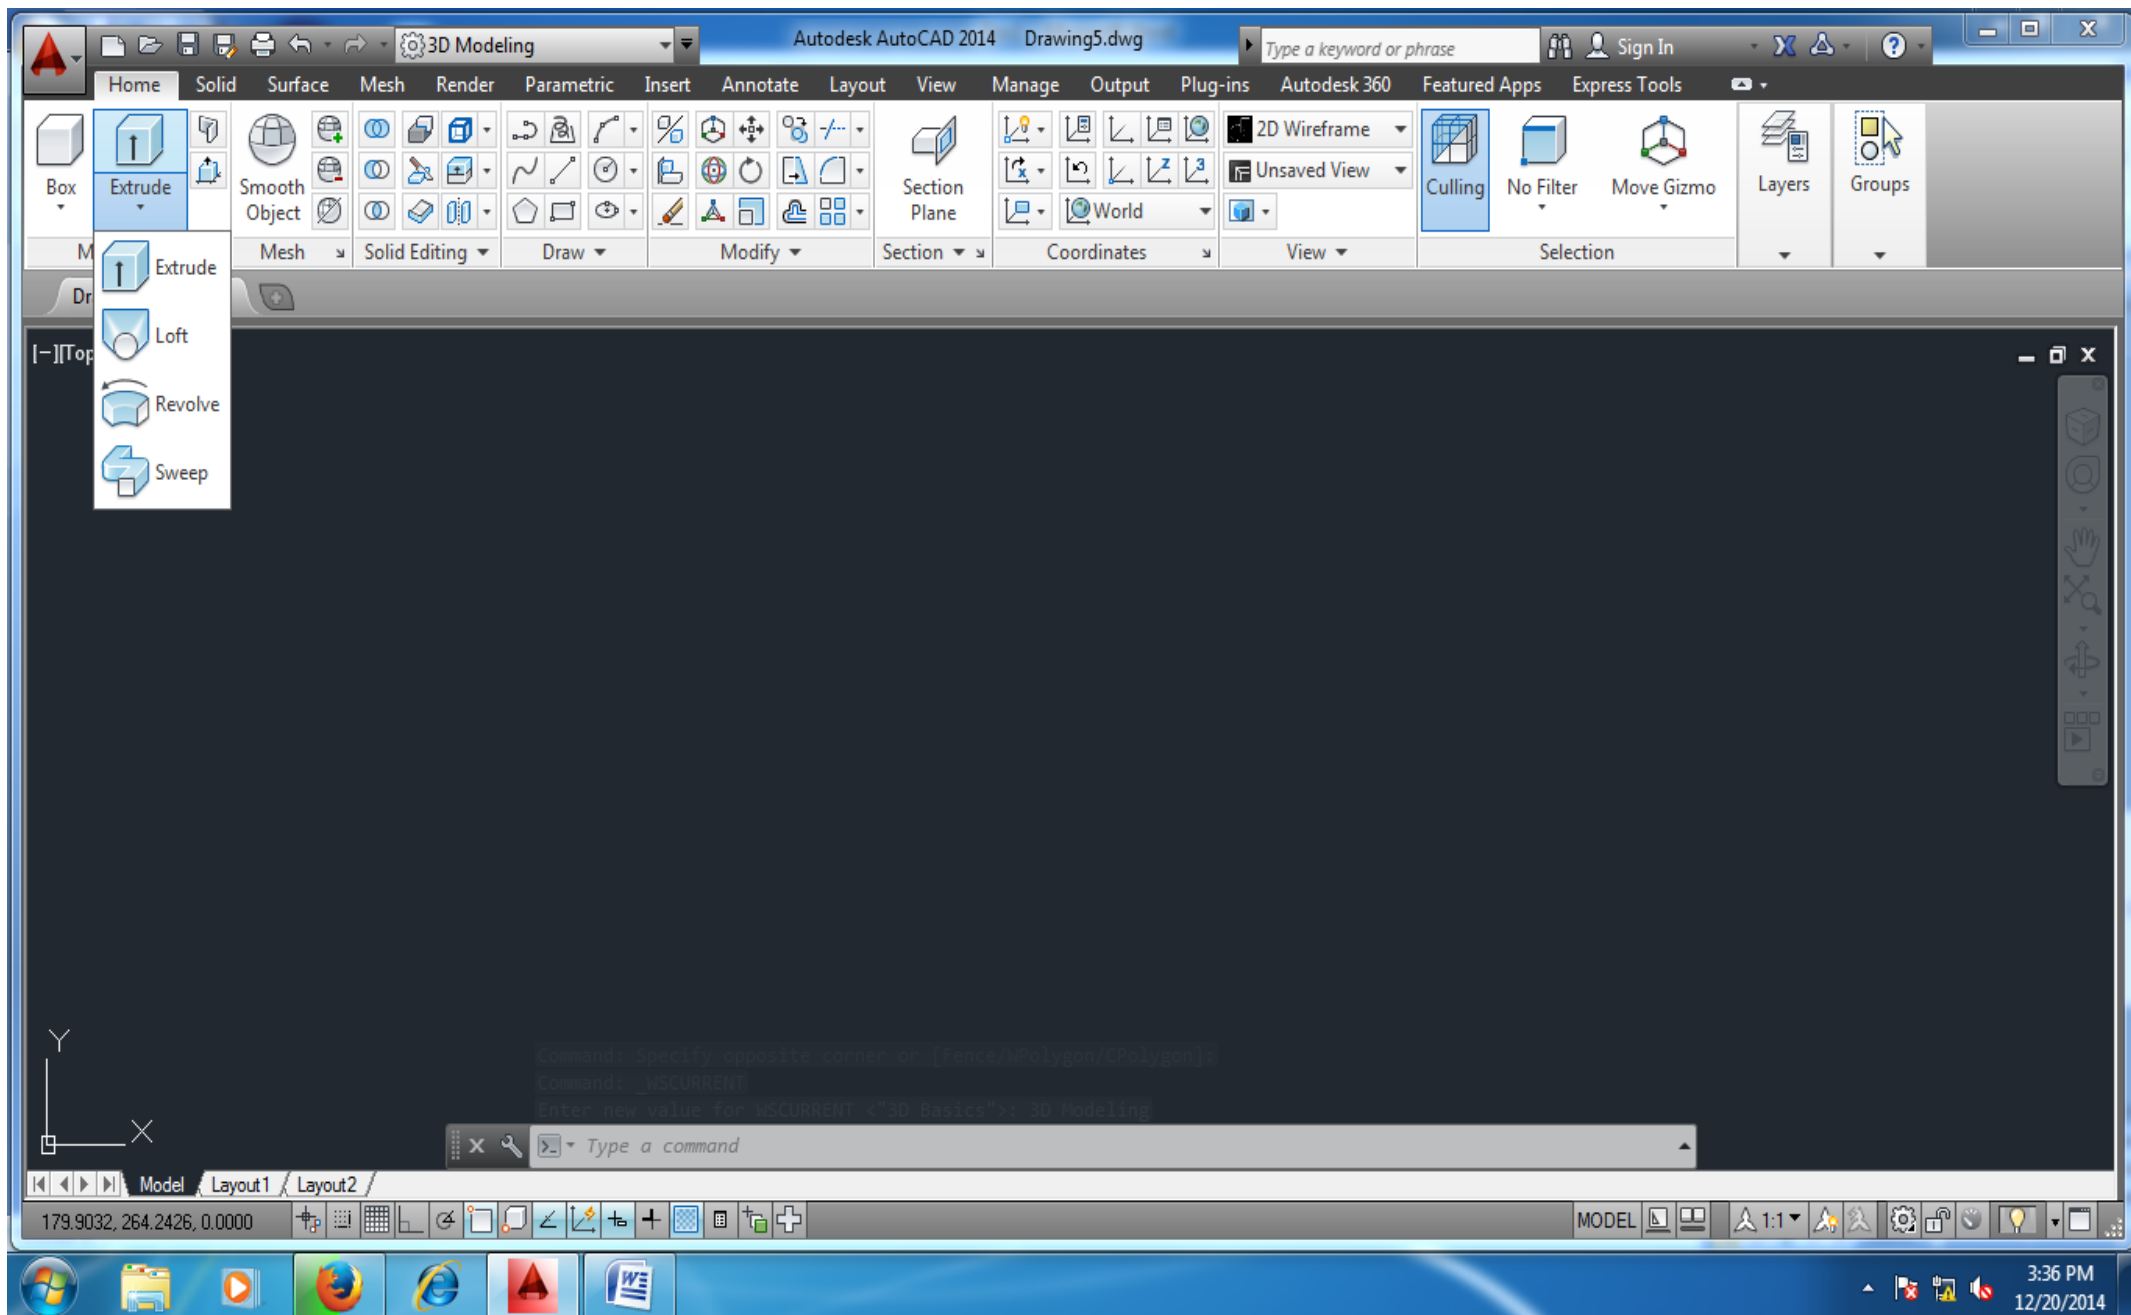 3D Modeling
Autodesk AutoCAD 2014 Drawing5.dwg
Type a keyword or phrase
Sign In
Home Solid Surface Mesh Render Parametric Insert Annotate Layout View Manage Output Plug-ins Autodesk 360 Featured Apps Express Tools
2D Wireframe
Unsaved View
Box
Extrude
Smooth
Object
Section
Plane
World
Culling
No Filter
Move Gizmo
Layers
Groups
M
Mesh
Solid Editing
Draw
Modify
Section
Coordinates
View
Selection
Extrude
Loft
Revolve
Sweep
Dr
[−][Top
Y
X
Command: Specify opposite corner or [Fence/WPolygon/CPolygon]:
Command: _WSCURRENT
Enter new value for WSCURRENT <"3D Basics">: 3D Modeling
Type a command
Model Layout1 Layout2
179.9032, 264.2426, 0.0000
MODEL
1:1
3:36 PM
12/20/2014